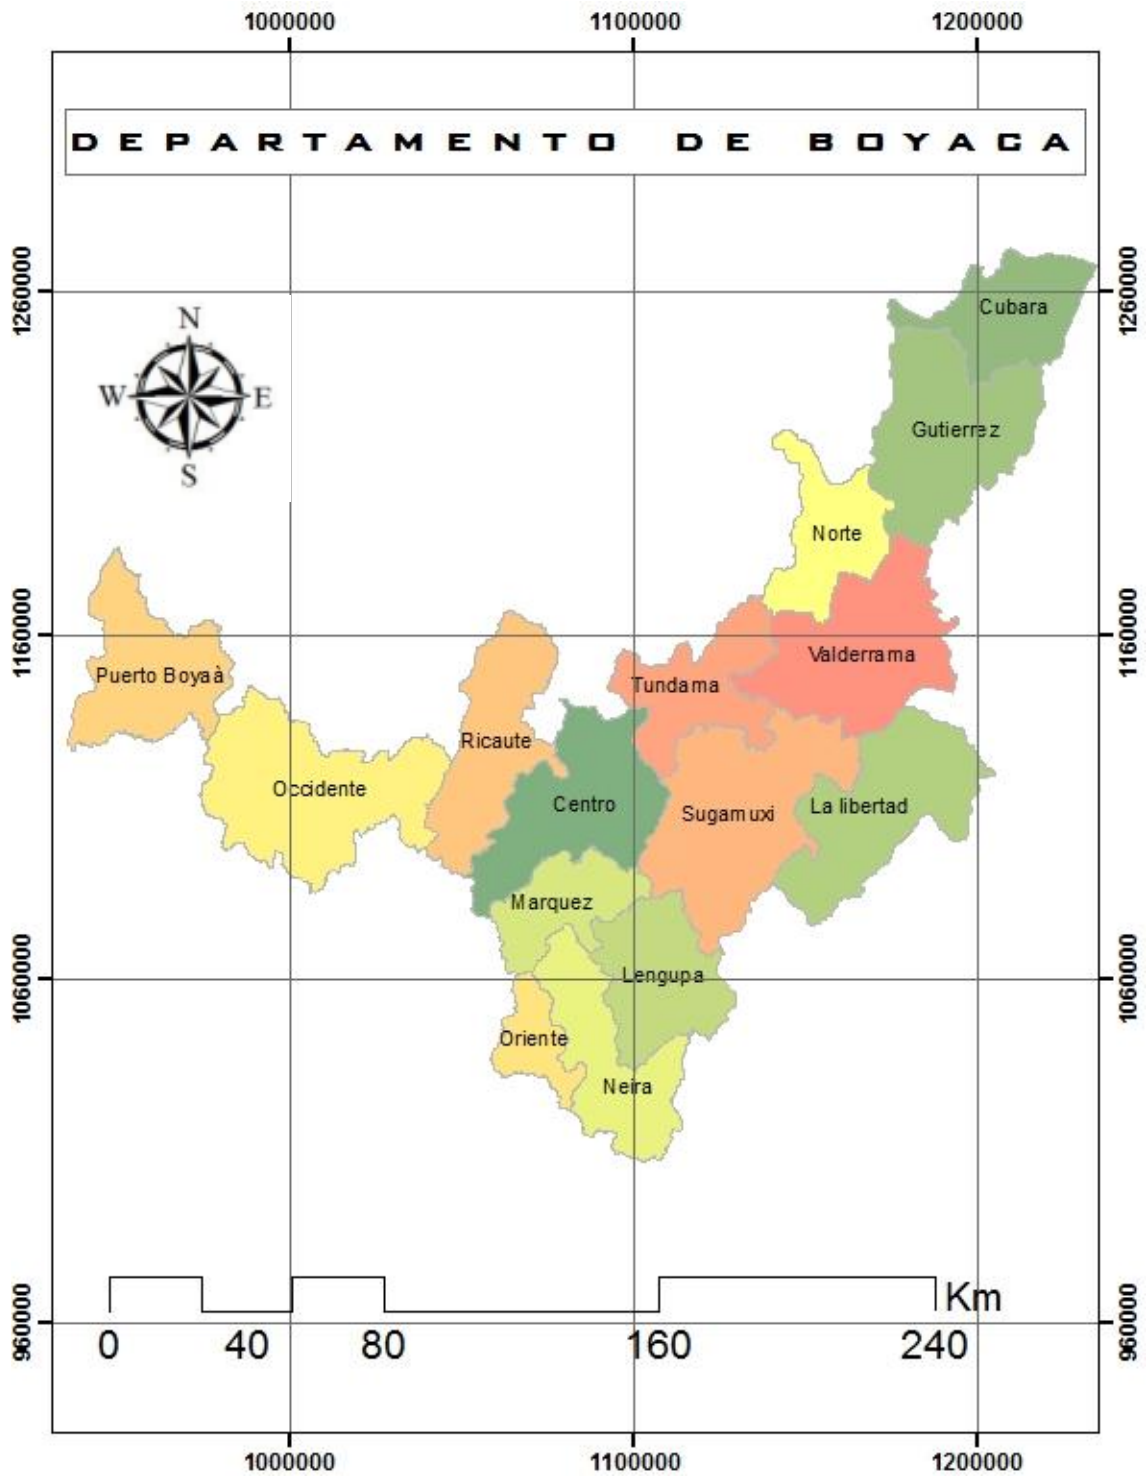 1000000 1100000 1200000
DEPARTAMENTO DE BOYACA
1260000 1260000
Cubara
N
W E
S
Gutierrez
Norte
1160000 1160000
Valderrama
Puerto Boyaà
Tundama
Ricaute
Occidente
Centro
La libertad
Sugamuxi
Marquez
1060000 1060000
Lengupa
Oriente
Neira
Km
960000 960000
0 40 80 160 240
1000000 1100000 1200000